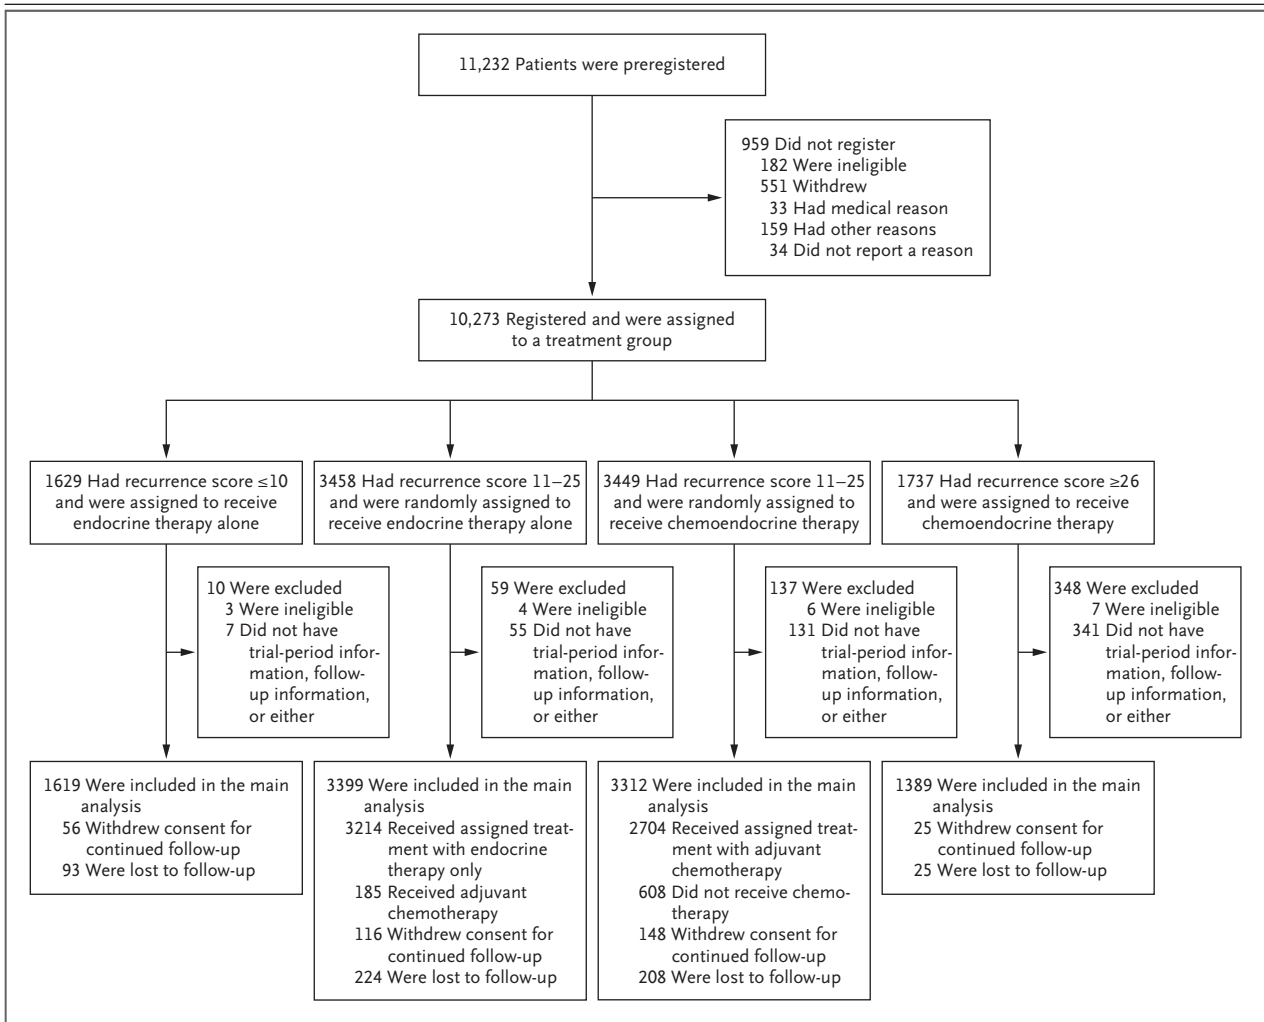 11,232 Patients were preregistered
959 Did not register
182 Were ineligible
551 Withdrew
33 Had medical reason
159 Had other reasons
34 Did not report a reason
10,273 Registered and were assigned
to a treatment group
1629 Had recurrence score ≤10
and were assigned to receive
endocrine therapy alone
3458 Had recurrence score 11–25
and were randomly assigned to
receive endocrine therapy alone
3449 Had recurrence score 11–25
and were randomly assigned to
receive chemoendocrine therapy
1737 Had recurrence score ≥26
and were assigned to receive
chemoendocrine therapy
10 Were excluded
3 Were ineligible
7 Did not have
trial-period infor-
mation, follow-
up information,
or either
59 Were excluded
4 Were ineligible
55 Did not have
trial-period infor-
mation, follow-
up information,
or either
137 Were excluded
6 Were ineligible
131 Did not have
trial-period infor-
mation, follow-
up information,
or either
348 Were excluded
7 Were ineligible
341 Did not have
trial-period infor-
mation, follow-
up information,
or either
1619 Were included in the main
analysis
56 Withdrew consent for
continued follow-up
93 Were lost to follow-up
3399 Were included in the main
analysis
3214 Received assigned treat-
ment with endocrine
therapy only
185 Received adjuvant
chemotherapy
116 Withdrew consent for
continued follow-up
224 Were lost to follow-up
3312 Were included in the main
analysis
2704 Received assigned treat-
ment with adjuvant
chemotherapy
608 Did not receive chemo-
therapy
148 Withdrew consent for
continued follow-up
208 Were lost to follow-up
1389 Were included in the main
analysis
25 Withdrew consent for
continued follow-up
25 Were lost to follow-up